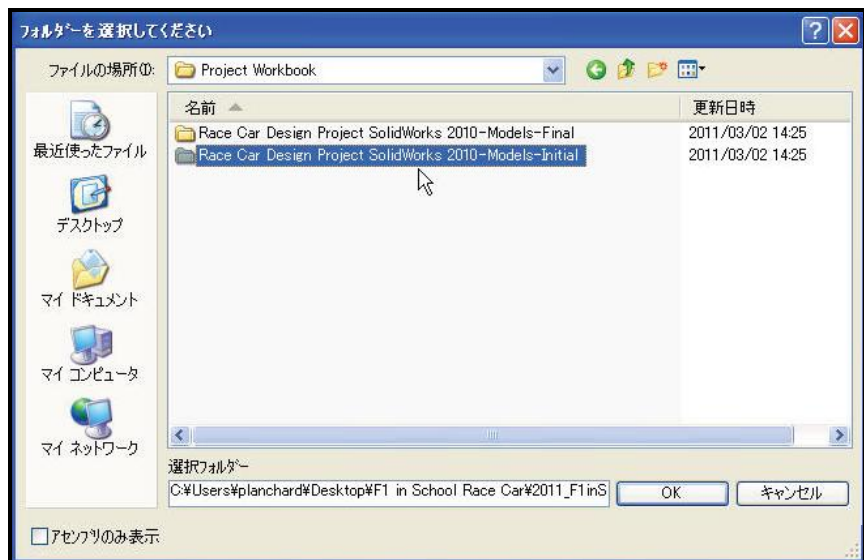 フォルダーを選択してください
ファイルの場所(I): Project Workbook
名前 更新日時
Race Car Design Project SolidWorks 2010-Models-Final 2011/03/02 14:25
Race Car Design Project SolidWorks 2010-Models-Initial 2011/03/02 14:25
最近使ったファイル
デスクトップ
マイ ドキュメント
マイ コンピュータ
マイ ネットワーク
選択フォルダー
C:¥Users¥planchard¥Desktop¥F1 in School Race Car¥2011_F1inS
OK キャンセル
アセンブリのみ表示